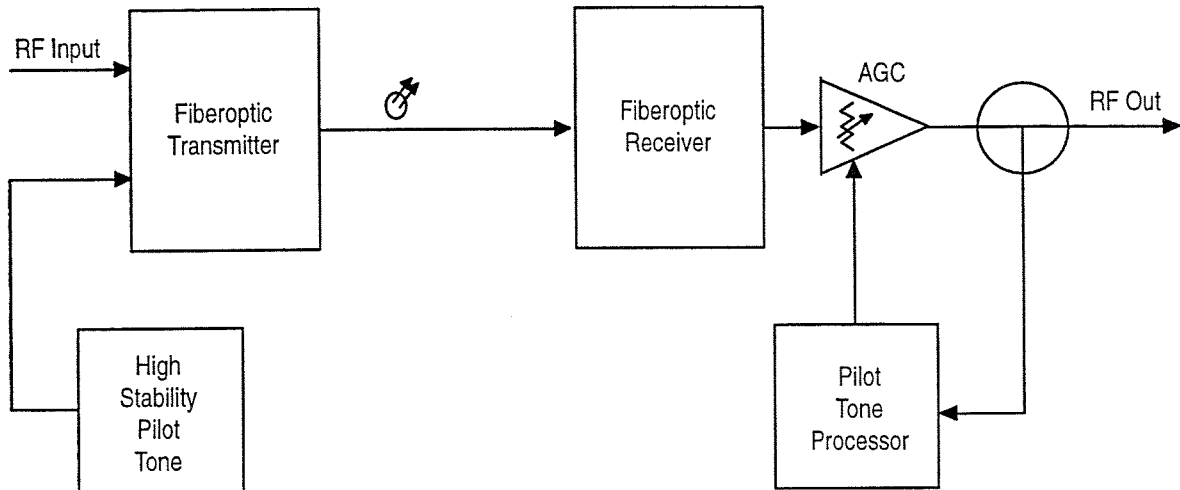 RF Input
Fiberoptic
Transmitter
Fiberoptic
Receiver
AGC
RF Out
High
Stability
Pilot
Tone
Pilot
Tone
Processor